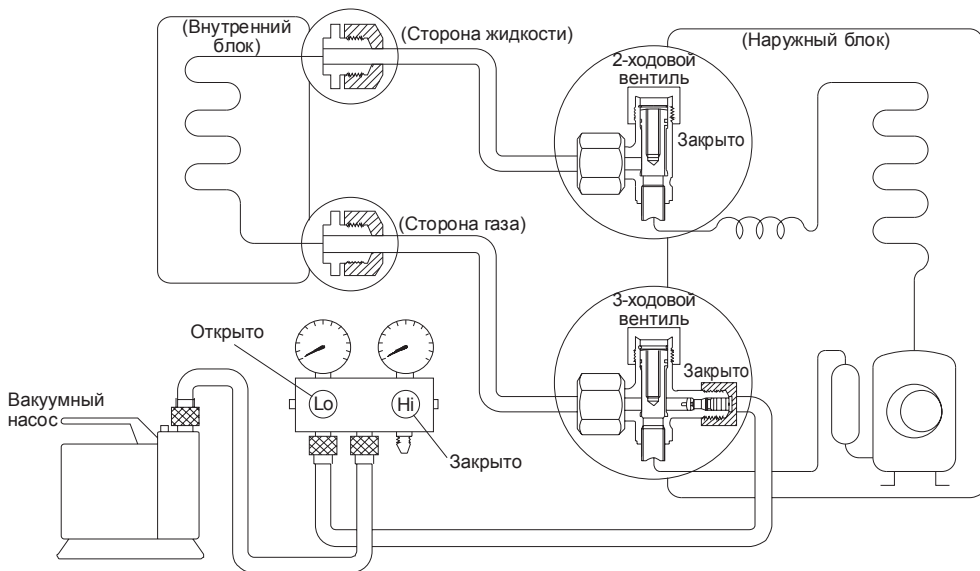 (Внутренний
блок)
(Сторона жидкости)
(Наружный блок)
2-ходовой
вентиль
Закрыто
(Сторона газа)
3-ходовой
вентиль
Закрыто
Открыто
Lo
Hi
Вакуумный
насос
Закрыто